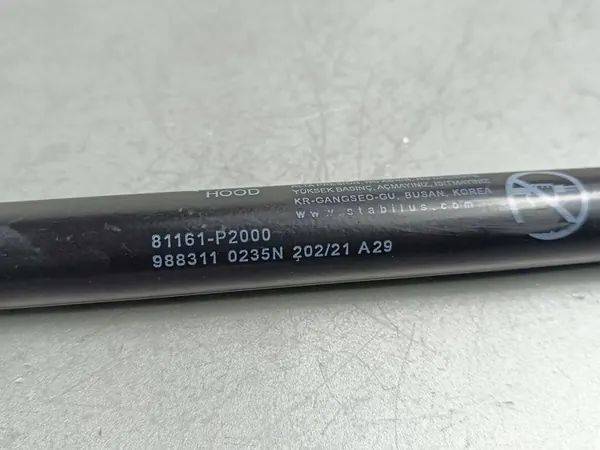 HOOD
YÜKSEK BASINÇ, AÇMAYINIZ, ISITMAYINIZ
KR-GANGSEO-GU, BUSAN, KOREA
www.stabilus.com
81161-P2000
988311 0235N 202/21 A29